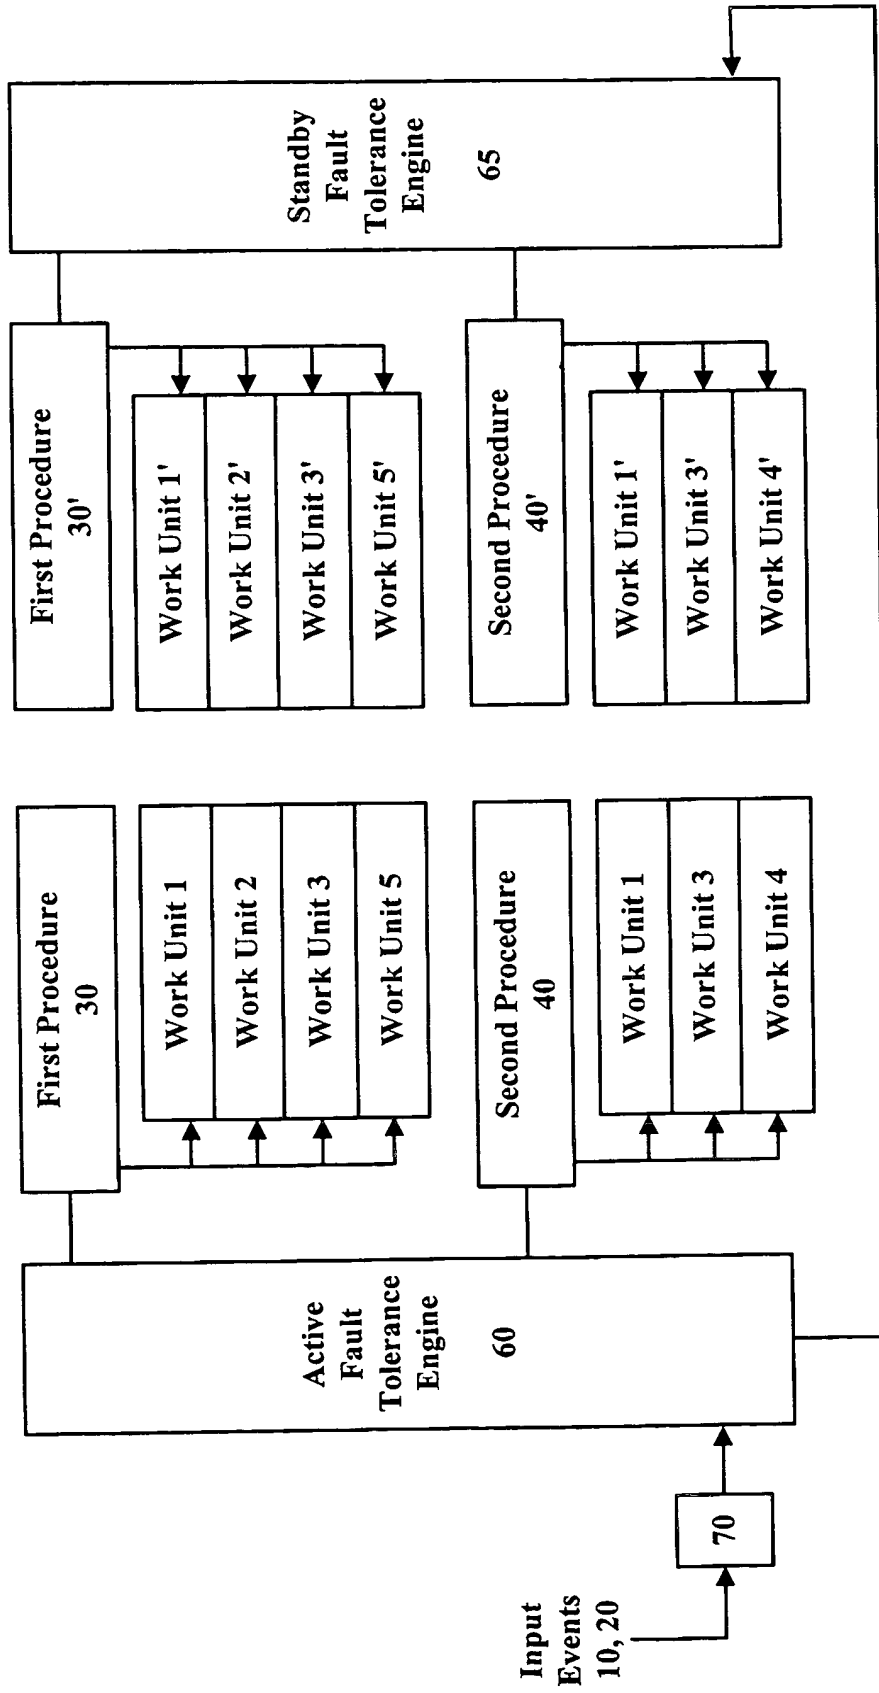 Input
Events
10, 20
70
Active
Fault
Tolerance
Engine
60
First Procedure
30
Work Unit 1
Work Unit 2
Work Unit 3
Work Unit 5
Second Procedure
40
Work Unit 1
Work Unit 3
Work Unit 4
First Procedure
30'
Work Unit 1'
Work Unit 2'
Work Unit 3'
Work Unit 5'
Second Procedure
40'
Work Unit 1'
Work Unit 3'
Work Unit 4'
Standby
Fault
Tolerance
Engine
65